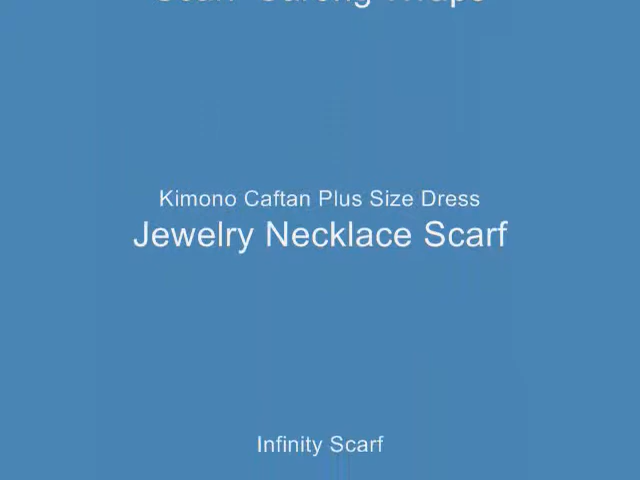 Kimono Caftan Plus Size Dress
Jewelry Necklace Scarf
Infinity Scarf